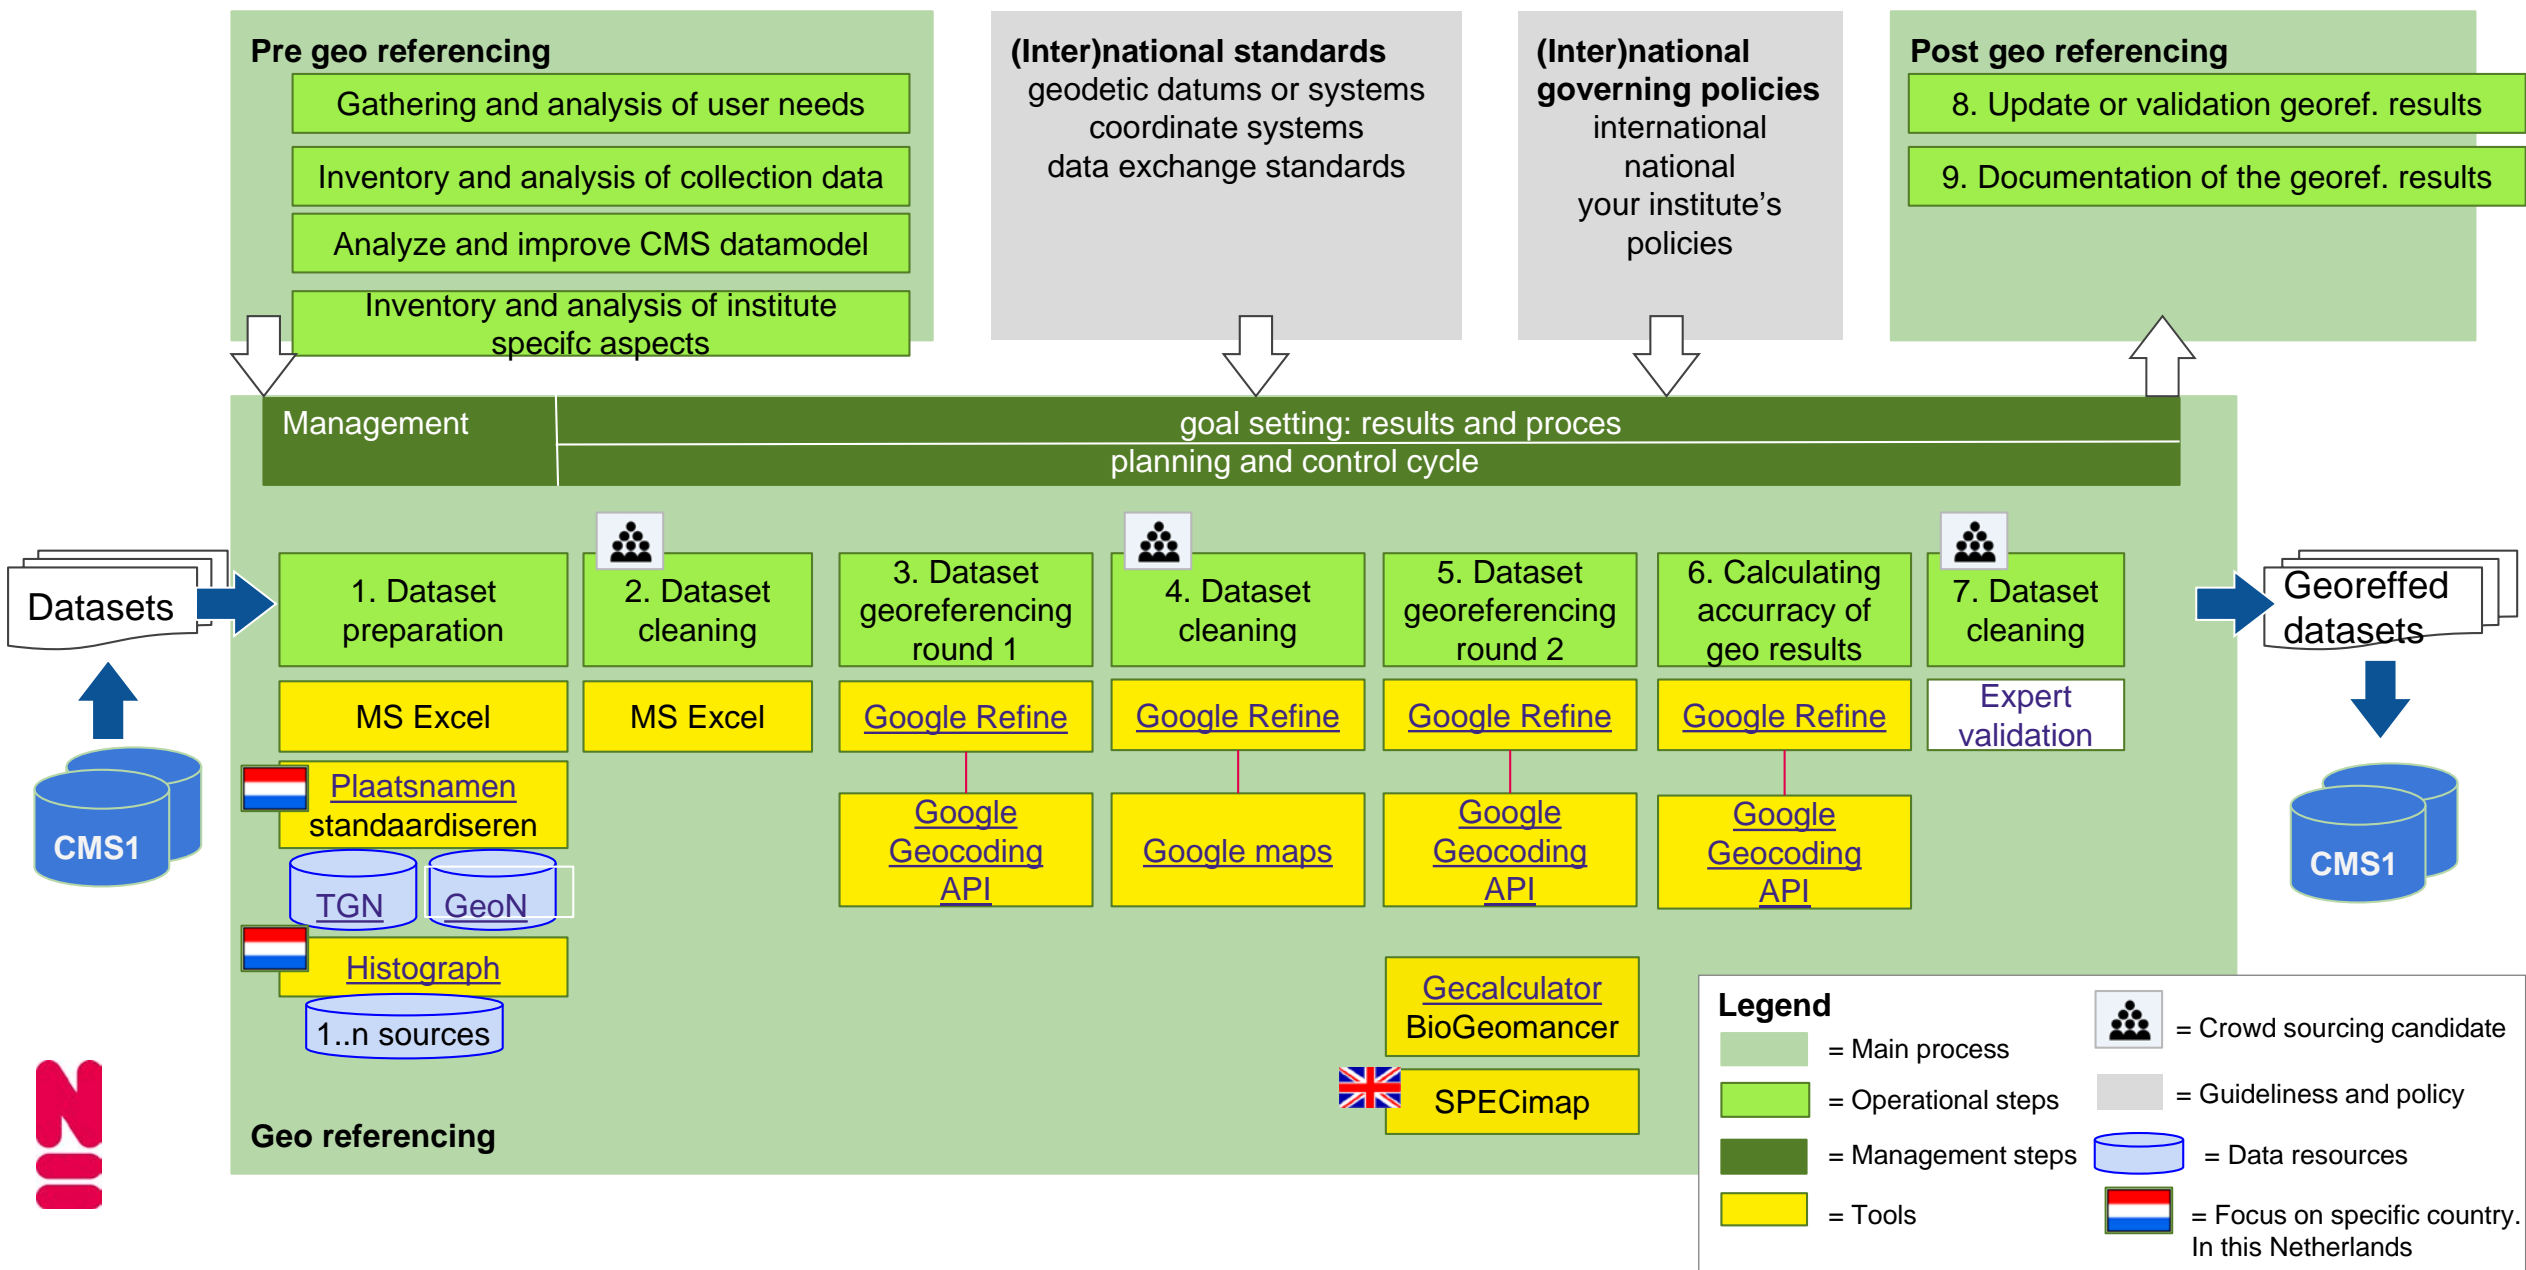 Pre geo referencing
Gathering and analysis of user needs
Inventory and analysis of collection data
Analyze and improve CMS datamodel
Inventory and analysis of institute
specifc aspects
(Inter)national standards
geodetic datums or systems
coordinate systems
data exchange standards
(Inter)national
governing policies
international
national
your institute's
policies
Post geo referencing
8. Update or validation georef. results
9. Documentation of the georef. results
Management
goal setting: results and proces
planning and control cycle
Datasets
CMS1
1. Dataset
preparation
MS Excel
Plaatsnamen
standaardiseren
TGN
GeoN
Histograph
1..n sources
2. Dataset
cleaning
MS Excel
3. Dataset
georeferencing
round 1
Google Refine
Google
Geocoding
API
4. Dataset
cleaning
Google Refine
Google maps
5. Dataset
georeferencing
round 2
Google Refine
Google
Geocoding
API
Gecalculator
BioGeomancer
SPECimap
6. Calculating
accurracy of
geo results
Google Refine
Google
Geocoding
API
7. Dataset
cleaning
Expert
validation
Georeffed
datasets
CMS1
Geo referencing
Legend
= Main process
= Operational steps
= Management steps
= Tools
= Crowd sourcing candidate
= Guideliness and policy
= Data resources
= Focus on specific country.
In this Netherlands